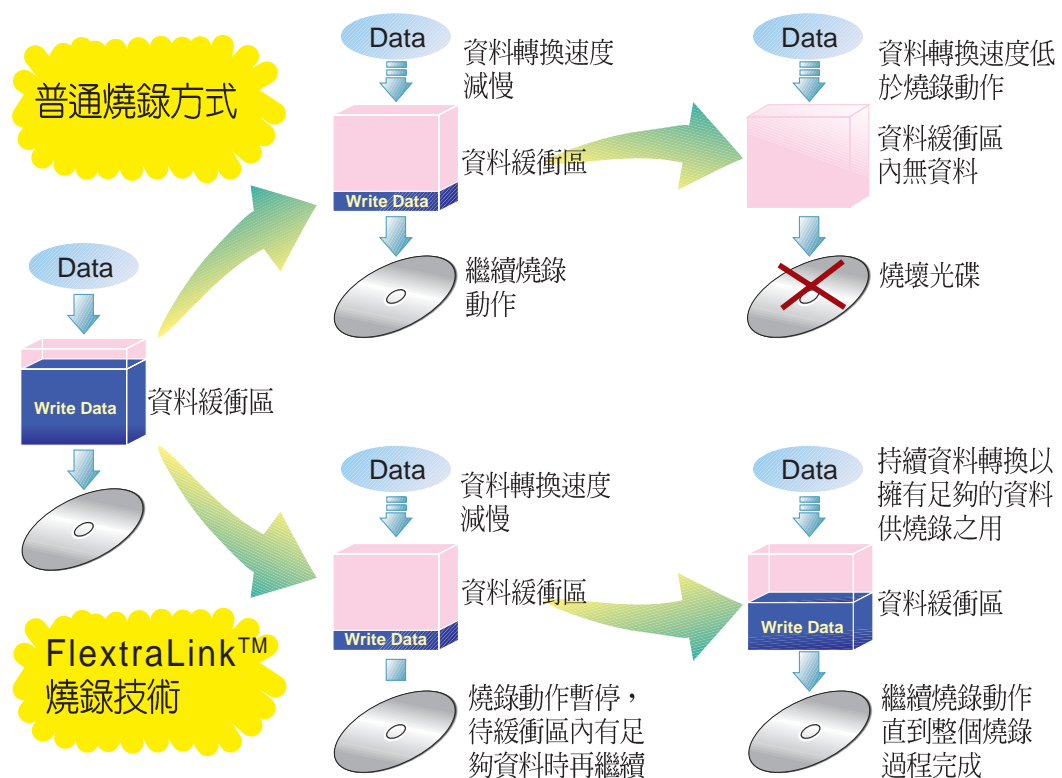 普通燒錄方式
Data
資料轉換速度
減慢
資料緩衝區
Write Data
繼續燒錄
動作
Data
資料轉換速度低
於燒錄動作
資料緩衝區
內無資料
燒壞光碟
Data
Write Data
資料緩衝區
FlextraLink™
燒錄技術
Data
資料轉換速度
減慢
資料緩衝區
Write Data
燒錄動作暫停，
待緩衝區內有足
夠資料時再繼續
Data
持續資料轉換以
擁有足夠的資料
供燒錄之用
資料緩衝區
Write Data
繼續燒錄動作
直到整個燒錄
過程完成